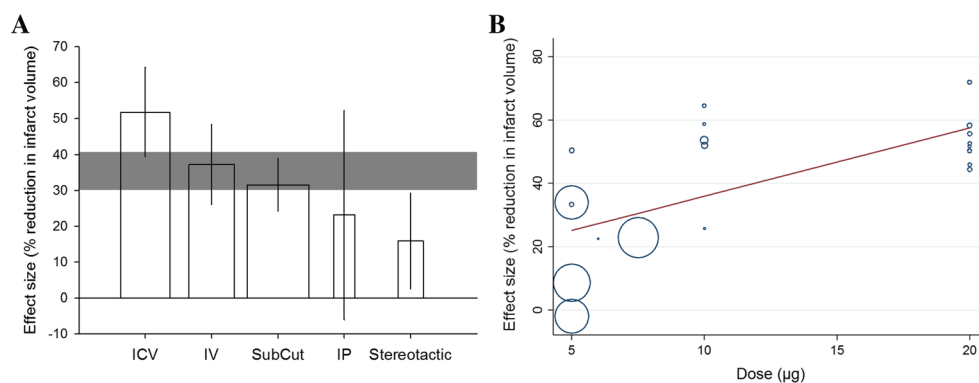 A
Effect size (% reduction in infarct volume)
70
60
50
40
30
20
10
0
-10
ICV IV SubCut IP Stereotactic
B
Effect size (% reduction in infarct volume)
80
60
40
20
0
5 10 15 20
Dose (µg)